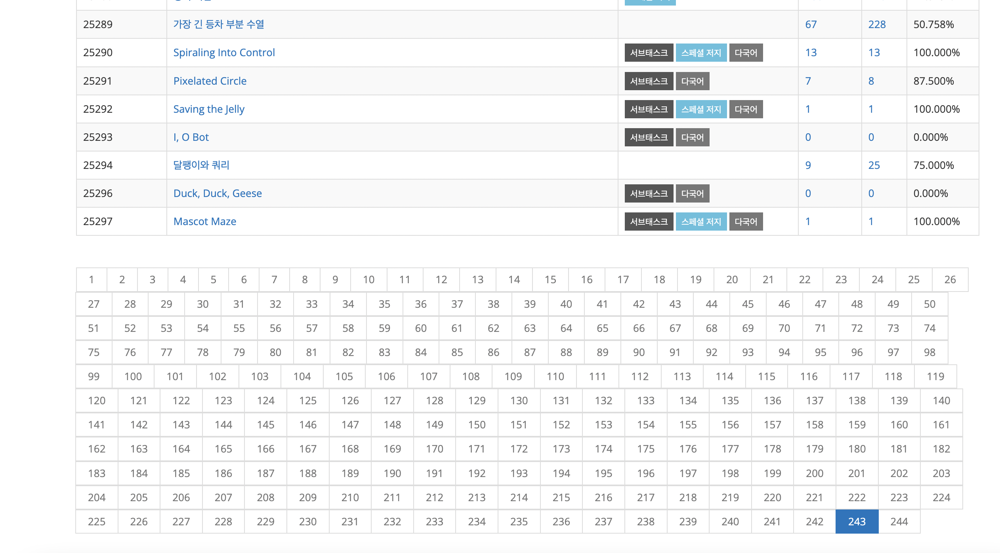 25289 가장 긴 등차 부분 수열 67 228 50.758%
25290 Spiraling Into Control 서브태스크 스페셜 저지 다국어 13 13 100.000%
25291 Pixelated Circle 서브태스크 다국어 7 8 87.500%
25292 Saving the Jelly 서브태스크 스페셜 저지 다국어 1 1 100.000%
25293 I, O Bot 서브태스크 다국어 0 0 0.000%
25294 달팽이와 쿼리 9 25 75.000%
25296 Duck, Duck, Geese 서브태스크 다국어 0 0 0.000%
25297 Mascot Maze 서브태스크 스페셜 저지 다국어 1 1 100.000%
1 2 3 4 5 6 7 8 9 10 11 12 13 14 15 16 17 18 19 20 21 22 23 24 25 26
27 28 29 30 31 32 33 34 35 36 37 38 39 40 41 42 43 44 45 46 47 48 49 50
51 52 53 54 55 56 57 58 59 60 61 62 63 64 65 66 67 68 69 70 71 72 73 74
75 76 77 78 79 80 81 82 83 84 85 86 87 88 89 90 91 92 93 94 95 96 97 98
99 100 101 102 103 104 105 106 107 108 109 110 111 112 113 114 115 116 117 118 119
120 121 122 123 124 125 126 127 128 129 130 131 132 133 134 135 136 137 138 139 140
141 142 143 144 145 146 147 148 149 150 151 152 153 154 155 156 157 158 159 160 161
162 163 164 165 166 167 168 169 170 171 172 173 174 175 176 177 178 179 180 181 182
183 184 185 186 187 188 189 190 191 192 193 194 195 196 197 198 199 200 201 202 203
204 205 206 207 208 209 210 211 212 213 214 215 216 217 218 219 220 221 222 223 224
225 226 227 228 229 230 231 232 233 234 235 236 237 238 239 240 241 242 243 244